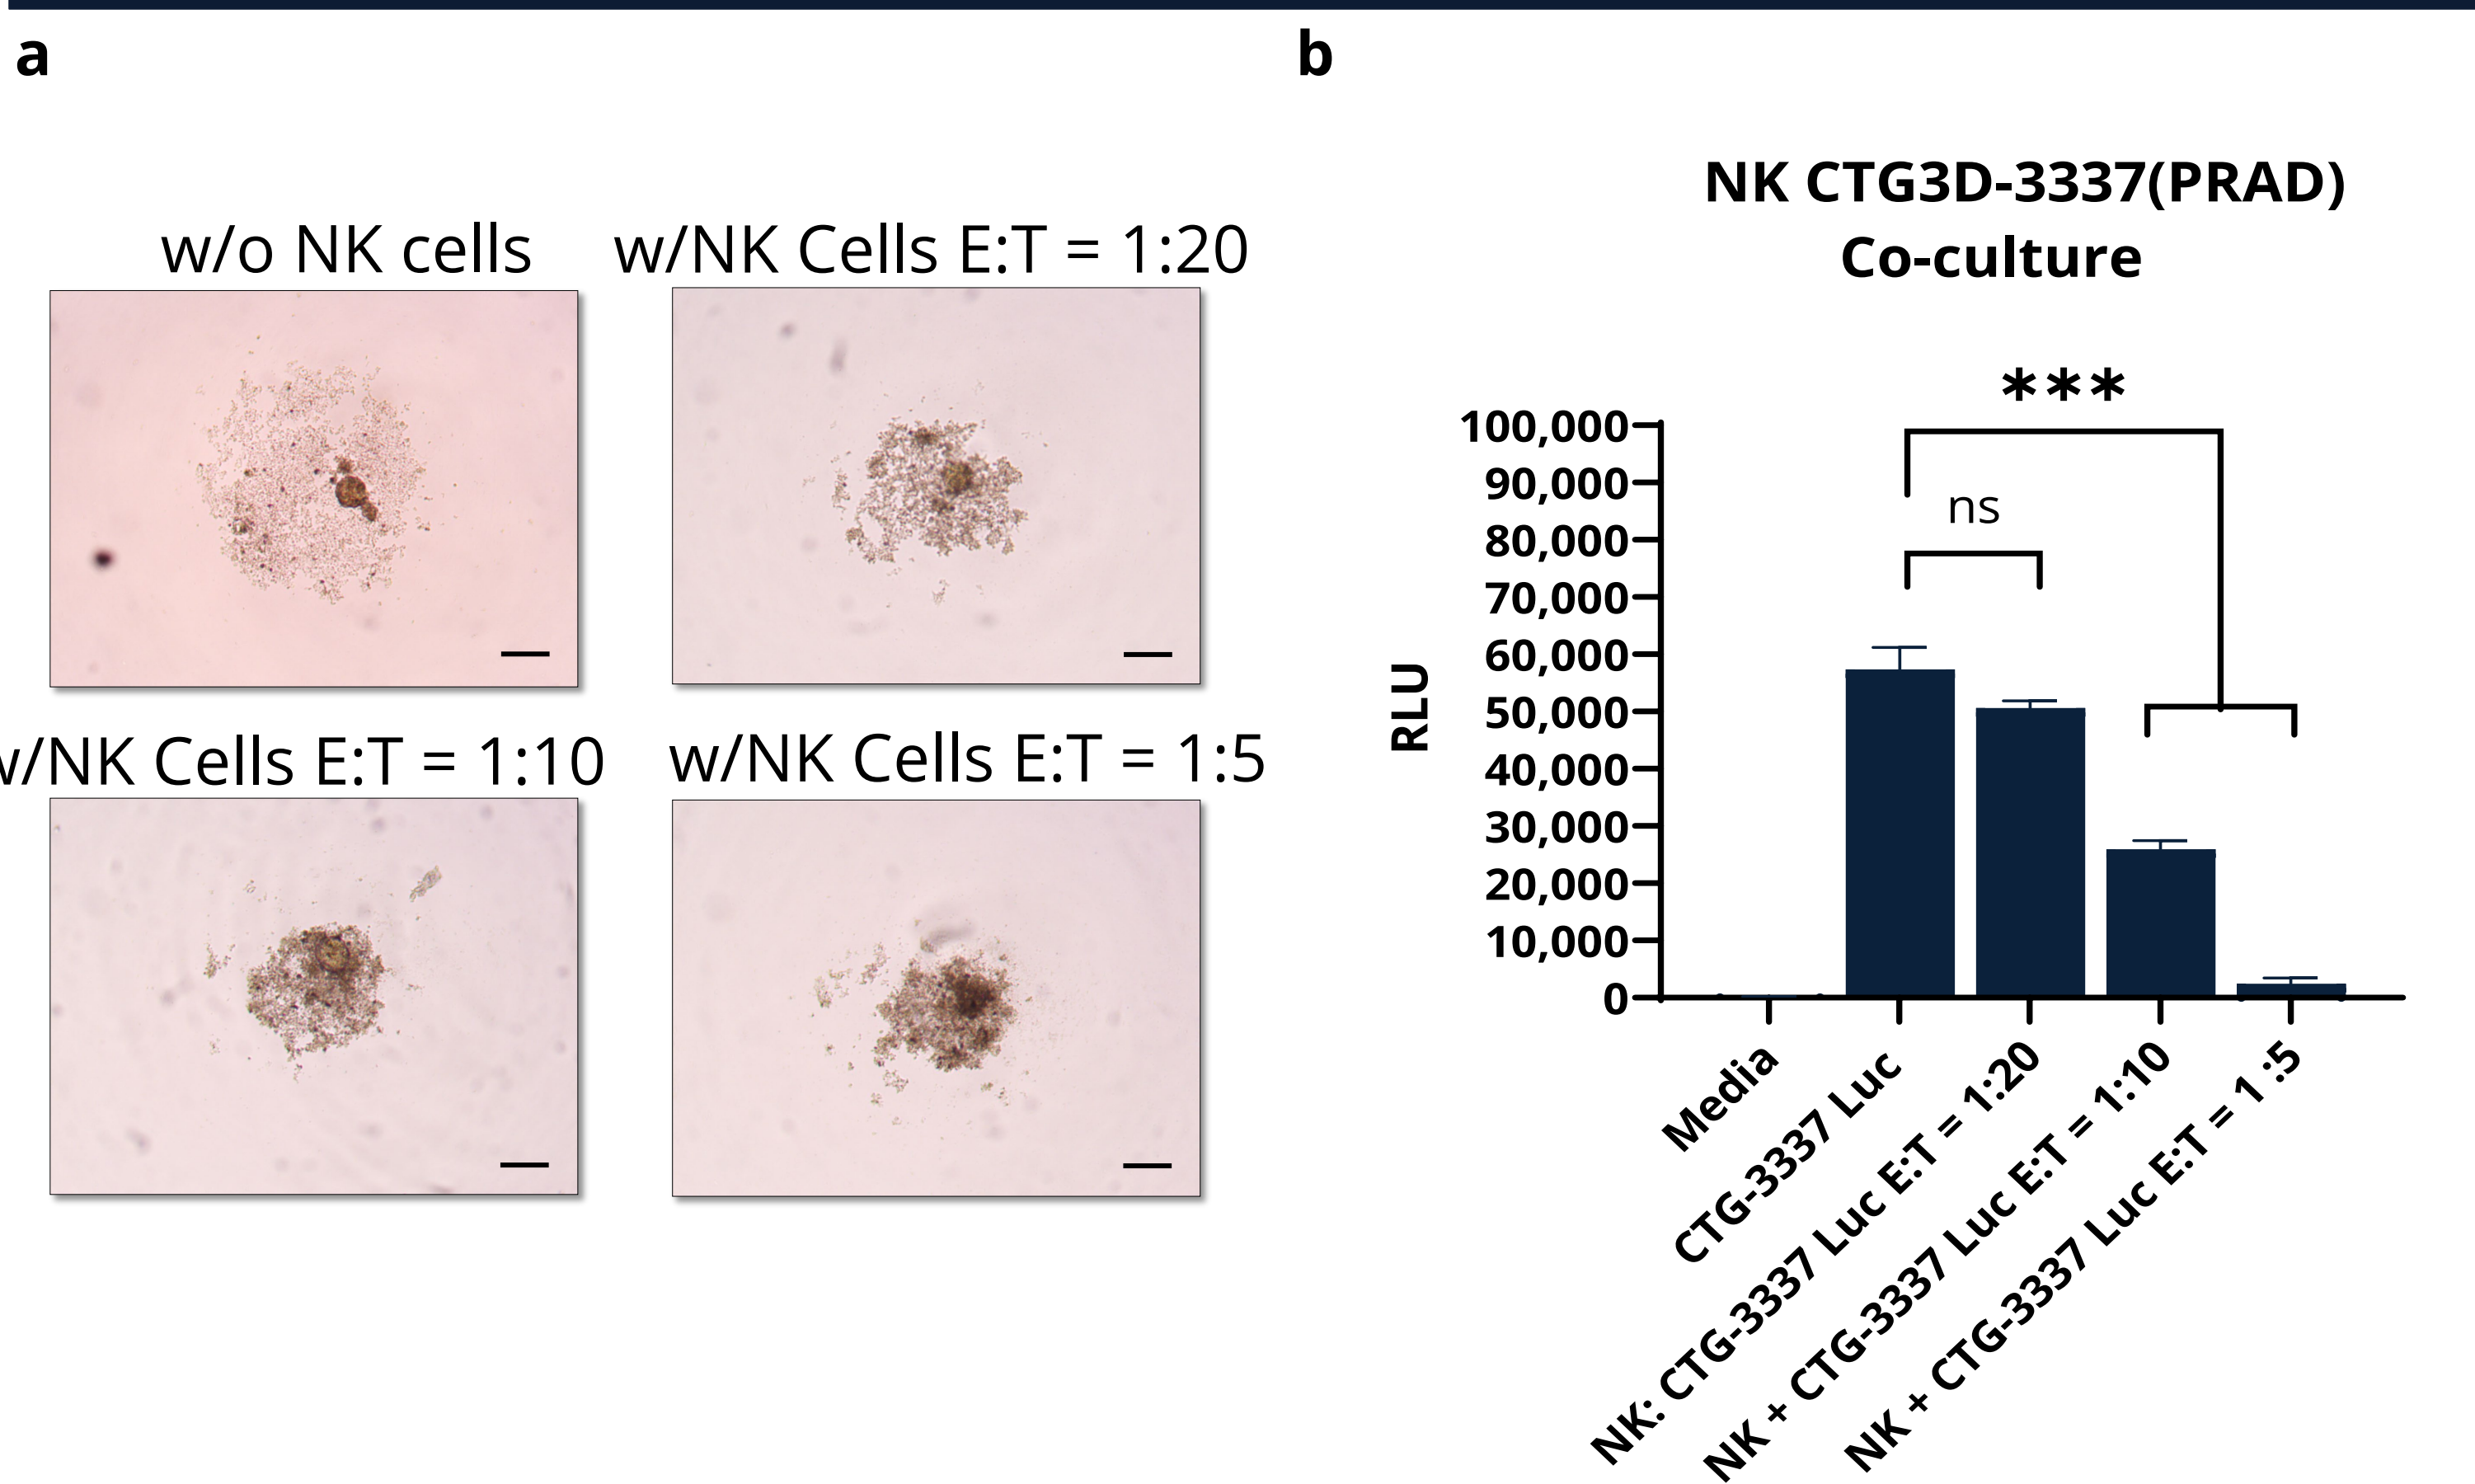 a
w/o NK cells
w/NK Cells E:T = 1:20
w/NK Cells E:T = 1:10
w/NK Cells E:T = 1:5
b
NK CTG3D-3337(PRAD)
Co-culture
***
ns
RLU
100,000
90,000
80,000
70,000
60,000
50,000
40,000
30,000
20,000
10,000
0
Media
CTG-3337 Luc
NK: CTG-3337 Luc E:T = 1:20
NK + CTG-3337 Luc E:T = 1:10
NK + CTG-3337 Luc E:T = 1 :5